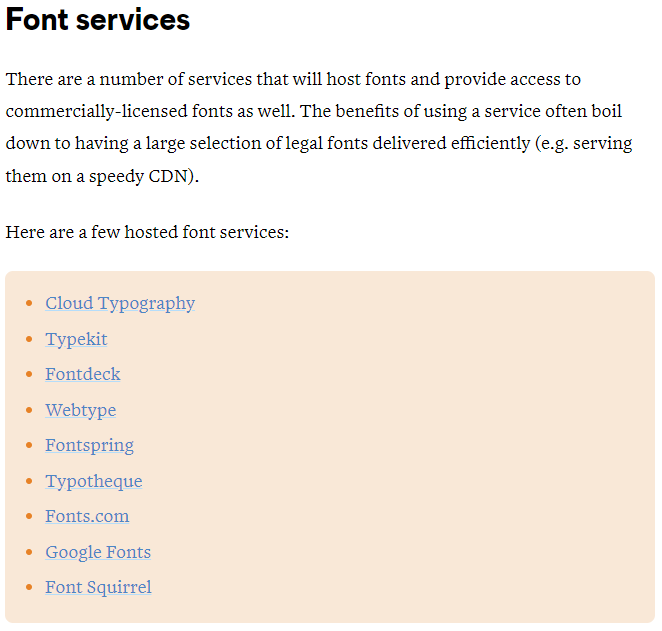 Font services
There are a number of services that will host fonts and provide access to
commercially-licensed fonts as well. The benefits of using a service often boil
down to having a large selection of legal fonts delivered efficiently (e.g. serving
them on a speedy CDN).
Here are a few hosted font services:
• Cloud Typography
• Typekit
• Fontdeck
• Webtype
• Fontspring
• Typotheque
• Fonts.com
• Google Fonts
• Font Squirrel